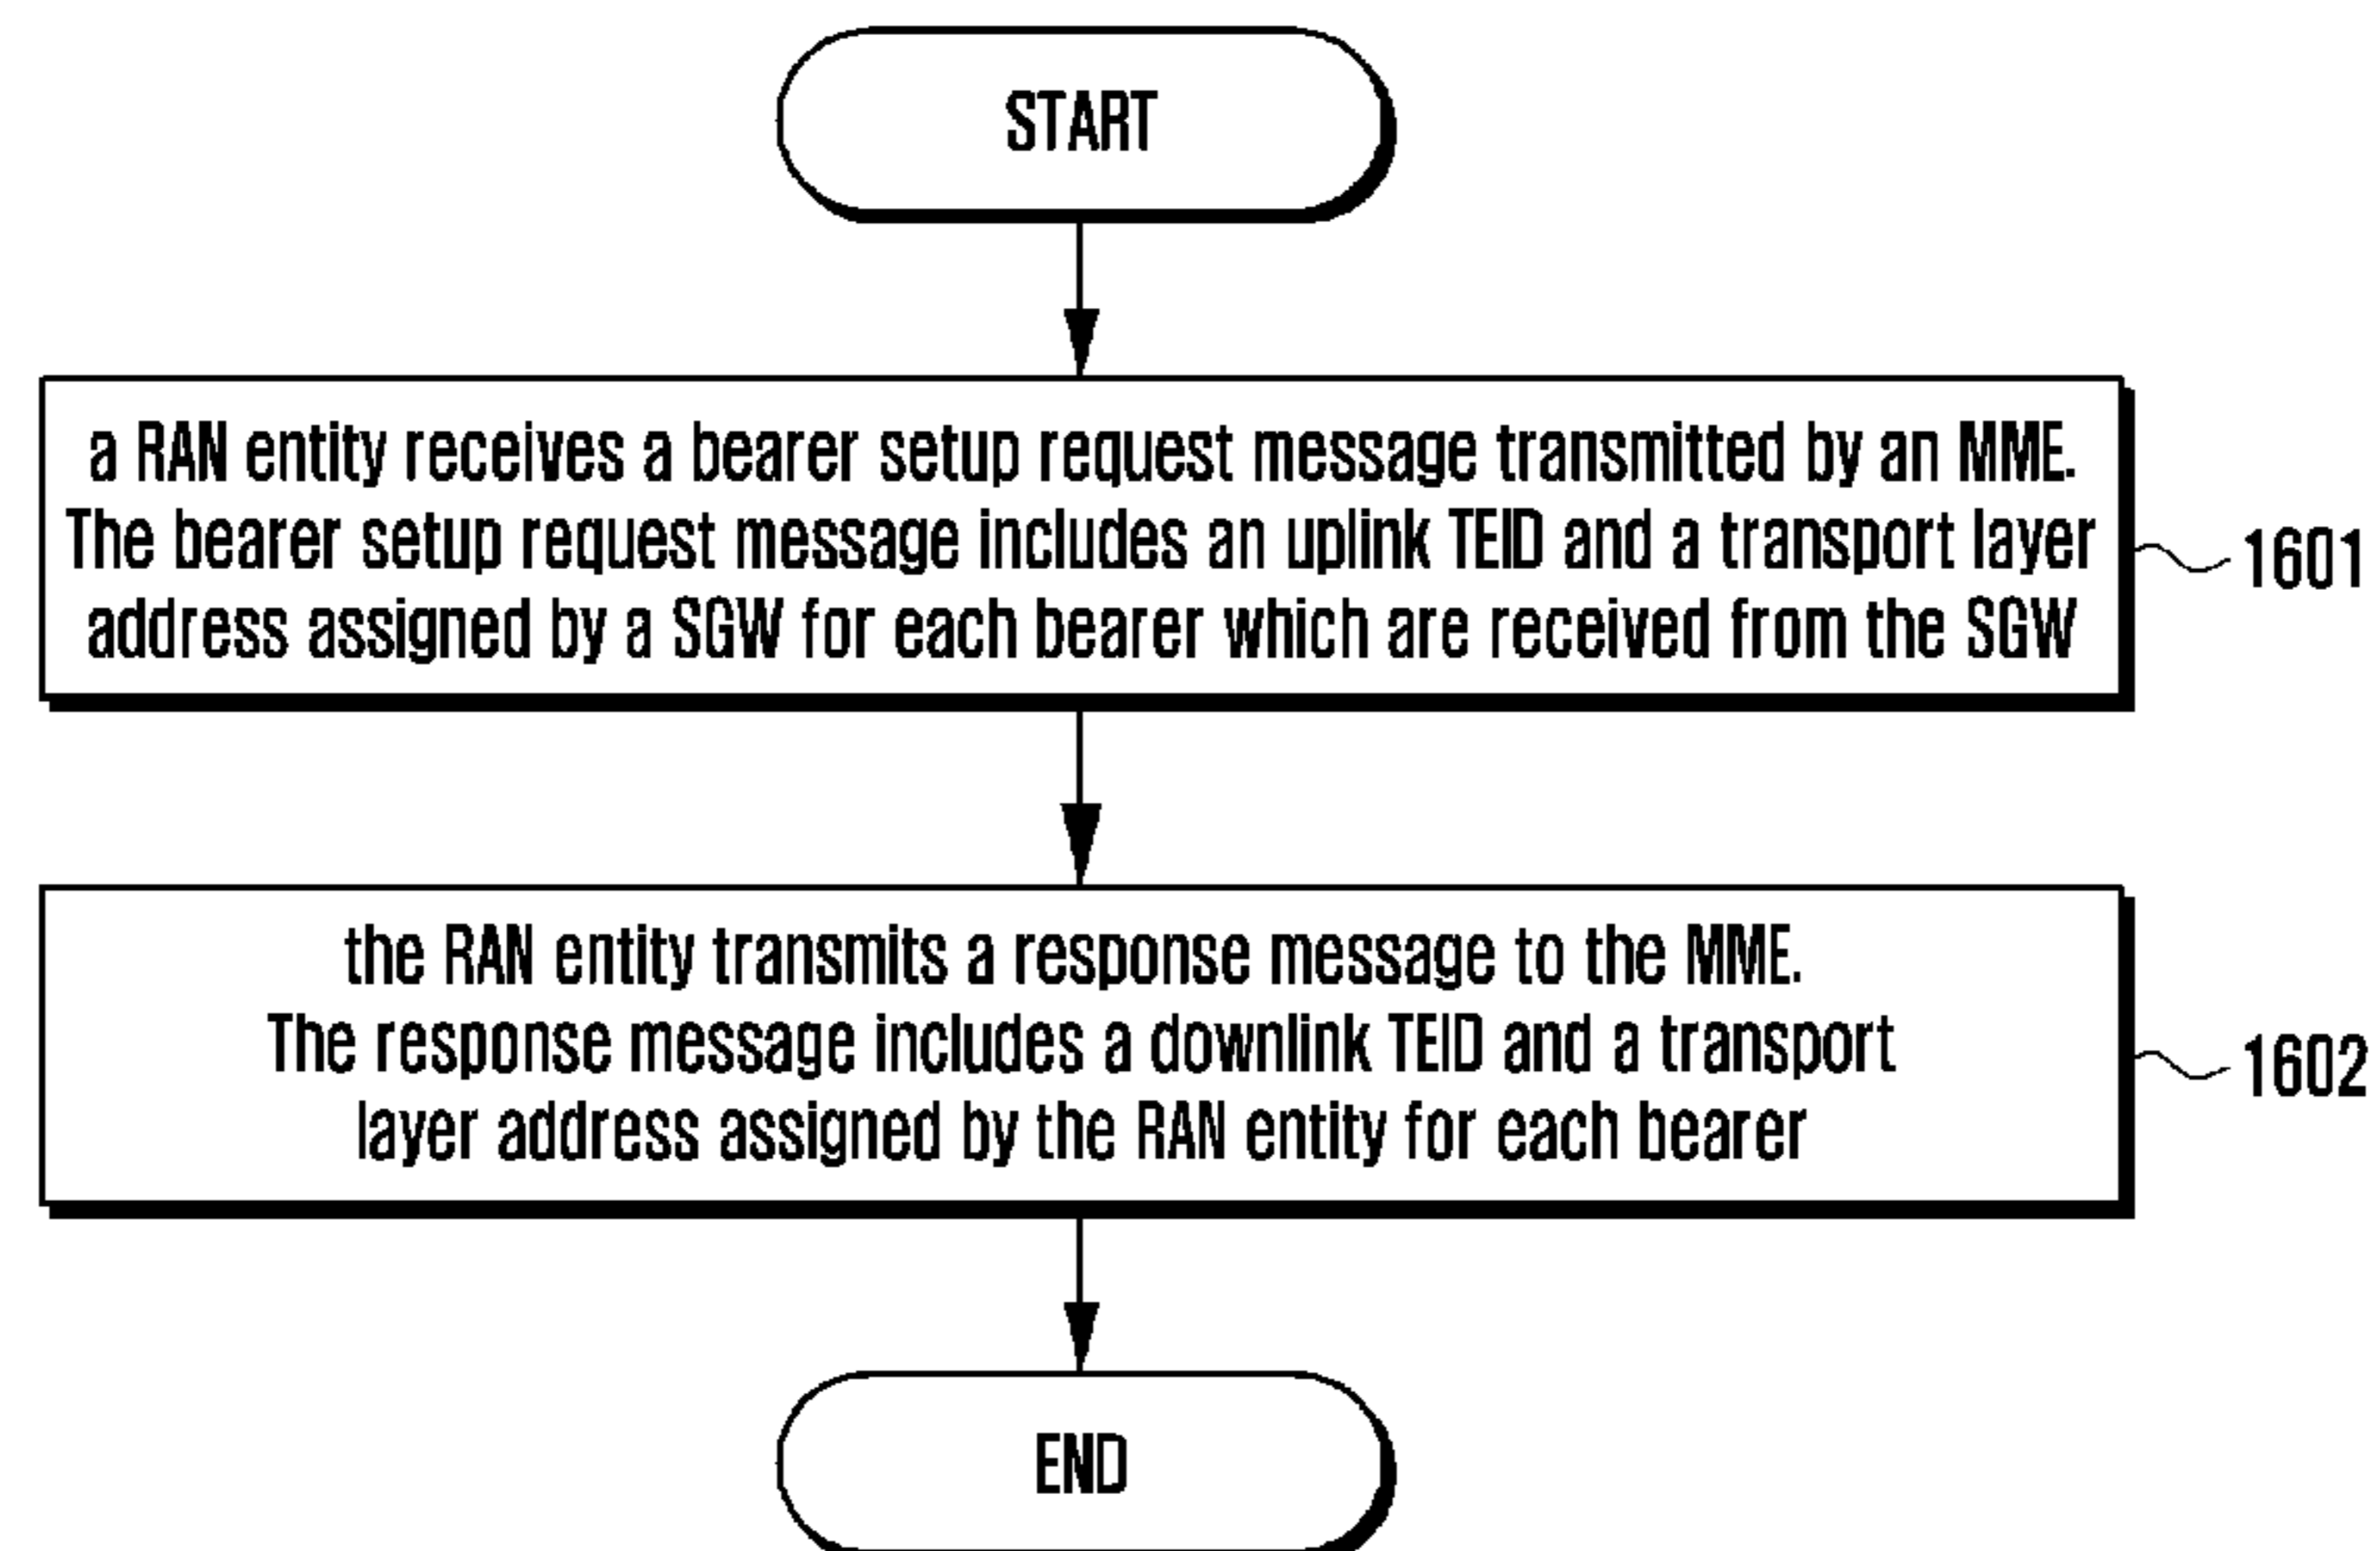 START
a RAN entity receives a bearer setup request message transmitted by an MME.
The bearer setup request message includes an uplink TEID and a transport layer
address assigned by a SGW for each bearer which are received from the SGW
1601
the RAN entity transmits a response message to the MME.
The response message includes a downlink TEID and a transport
layer address assigned by the RAN entity for each bearer
1602
END